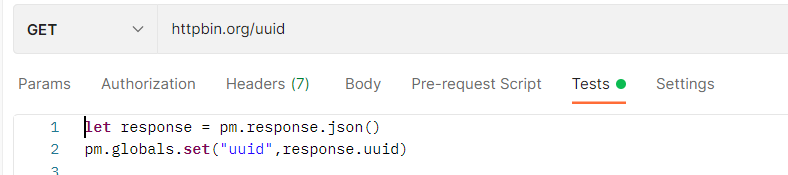 GET httpbin.org/uuid
Params Authorization Headers (7) Body Pre-request Script Tests Settings
1 let response = pm.response.json()
2 pm.globals.set("uuid",response.uuid)
3